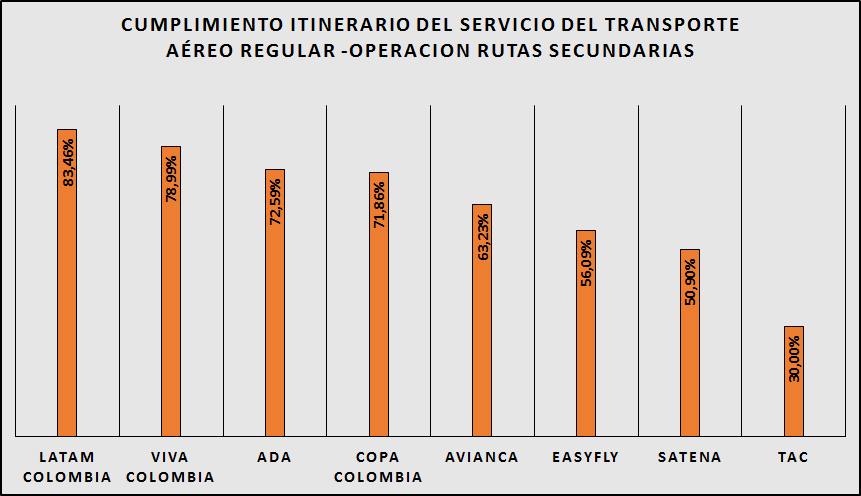 CUMPLIMIENTO ITINERARIO DEL SERVICIO DEL TRANSPORTE
AÉREO REGULAR -OPERACION RUTAS SECUNDARIAS
83,46%
78,99%
72,59%
71,86%
63,23%
56,09%
50,90%
30,00%
LATAM COLOMBIA
VIVA COLOMBIA
ADA
COPA COLOMBIA
AVIANCA
EASYFLY
SATENA
TAC